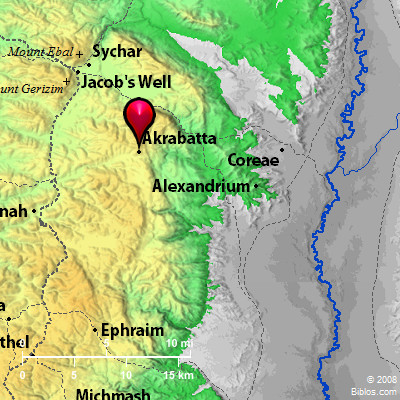 Mount Ebal
Sychar
Jacob's Well
unt Gerizim
Akrabatta
Coreae
Alexandrium
nah
a
Ephraim
thel
0 10 mi
0 5 10 15 km
Michmash
© 2008
Biblos.com